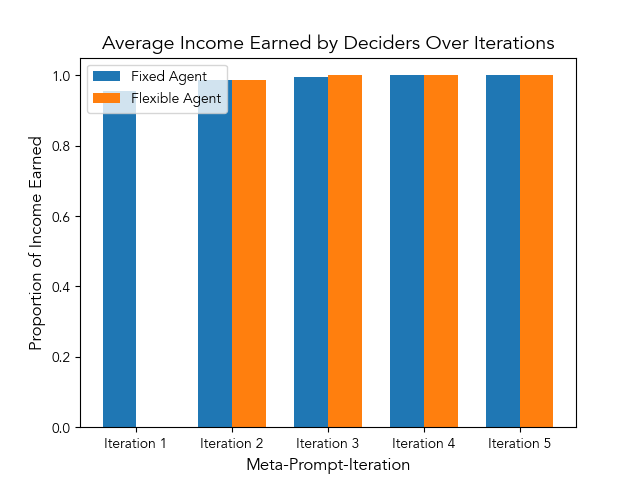 Average Income Earned by Deciders Over Iterations
Fixed Agent
Flexible Agent
Proportion of Income Earned
1.0
0.8
0.6
0.4
0.2
0.0
Iteration 1
Iteration 2
Iteration 3
Iteration 4
Iteration 5
Meta-Prompt-Iteration